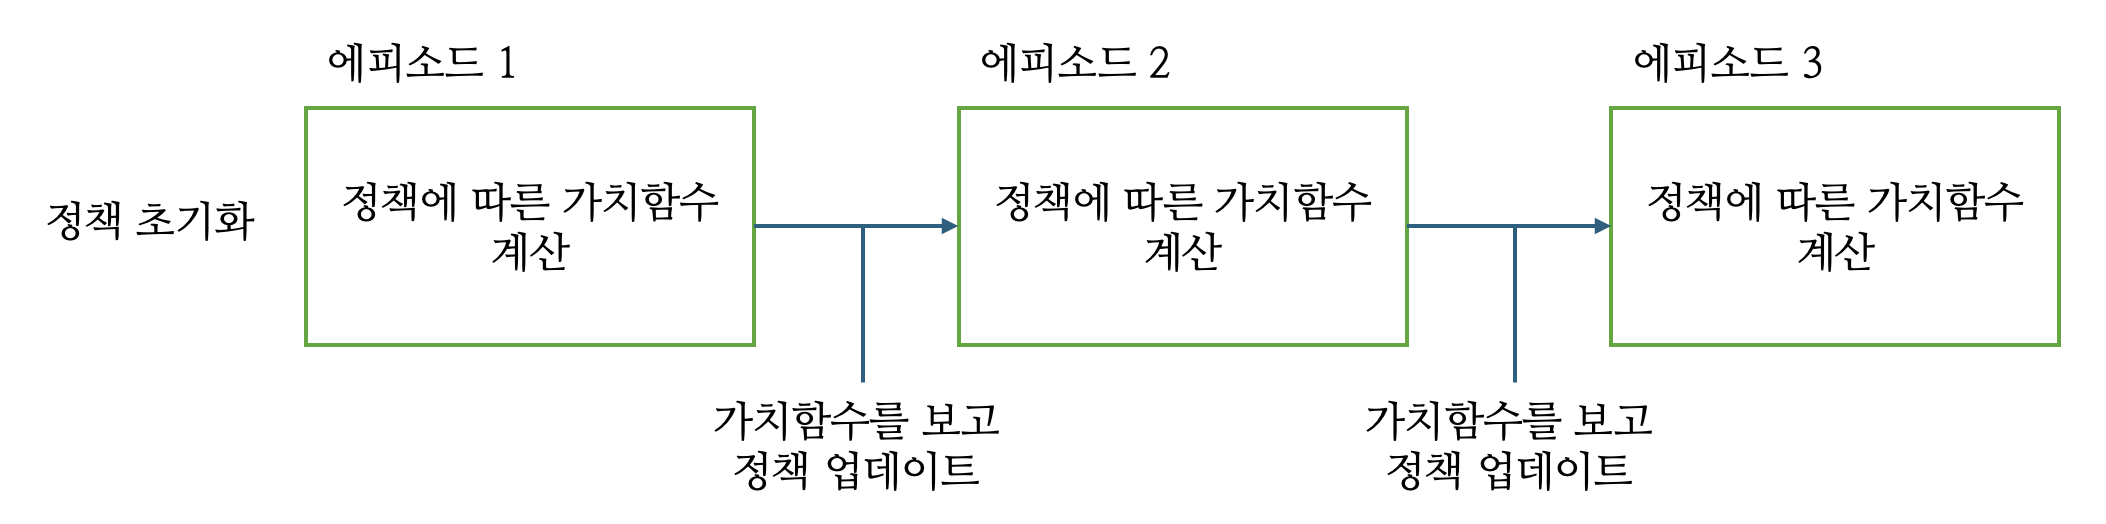 에피소드 1
에피소드 2
에피소드 3
정책 초기화
정책에 따른 가치함수
계산
정책에 따른 가치함수
계산
정책에 따른 가치함수
계산
가치함수를 보고
정책 업데이트
가치함수를 보고
정책 업데이트